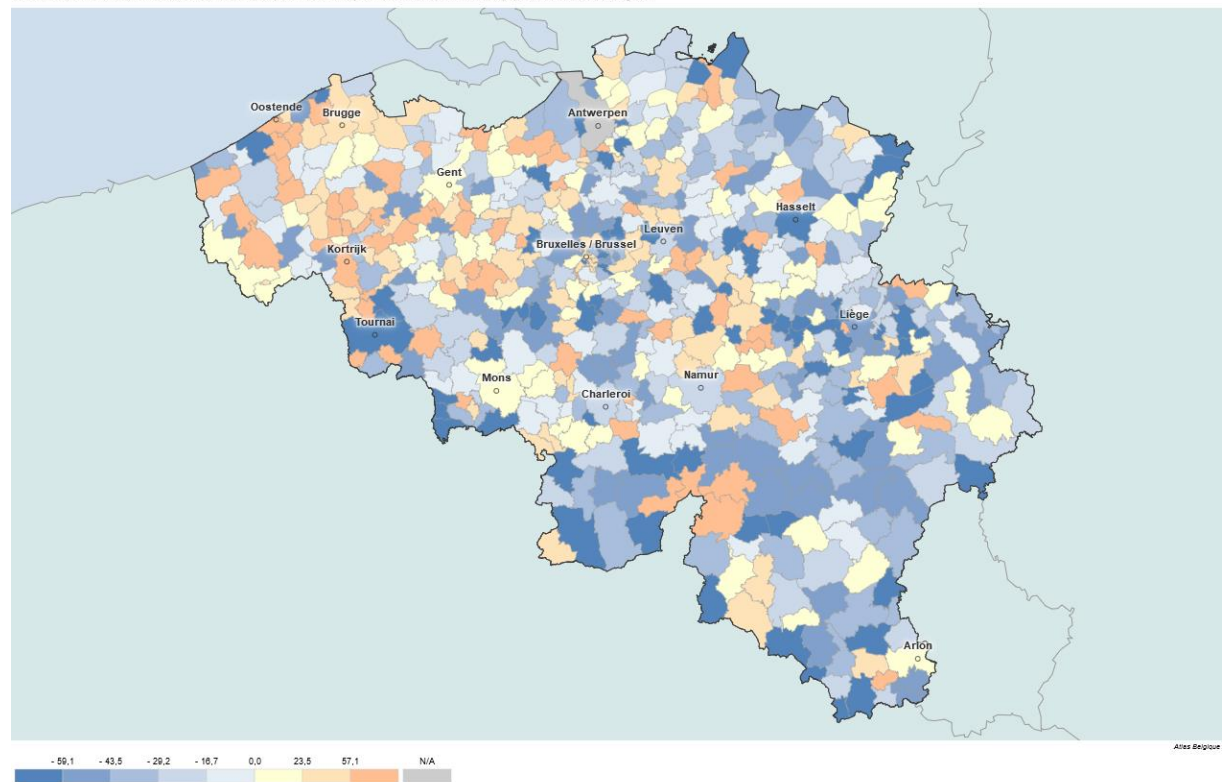 Oostende
Brugge
Antwerpen
Gent
Hasselt
Leuven
Bruxelles / Brussel
Kortrijk
Tournai
Liège
Mons
Namur
Charleroi
Arlon
Atlas Belgique
- 59,1 - 43,5 - 29,2 - 16,7 0,0 23,5 57,1 N/A